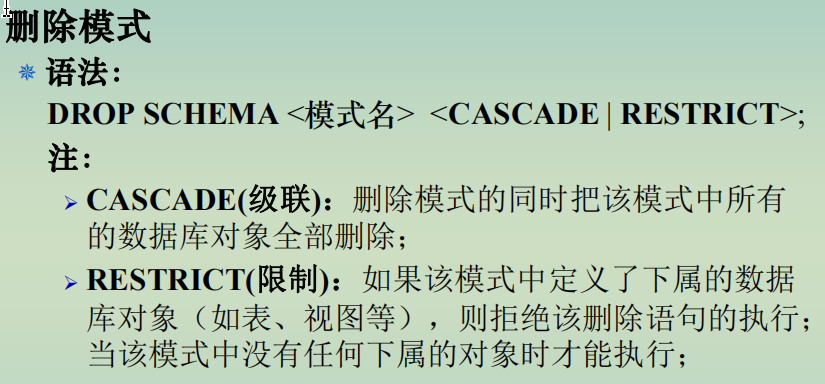 删除模式
语法：
DROP SCHEMA <模式名> <CASCADE | RESTRICT>;
注：
CASCADE(级联)：删除模式的同时把该模式中所有
的数据库对象全部删除；
RESTRICT(限制)：如果该模式中定义了下属的数据
库对象（如表、视图等），则拒绝该删除语句的执行；
当该模式中没有任何下属的对象时才能执行；